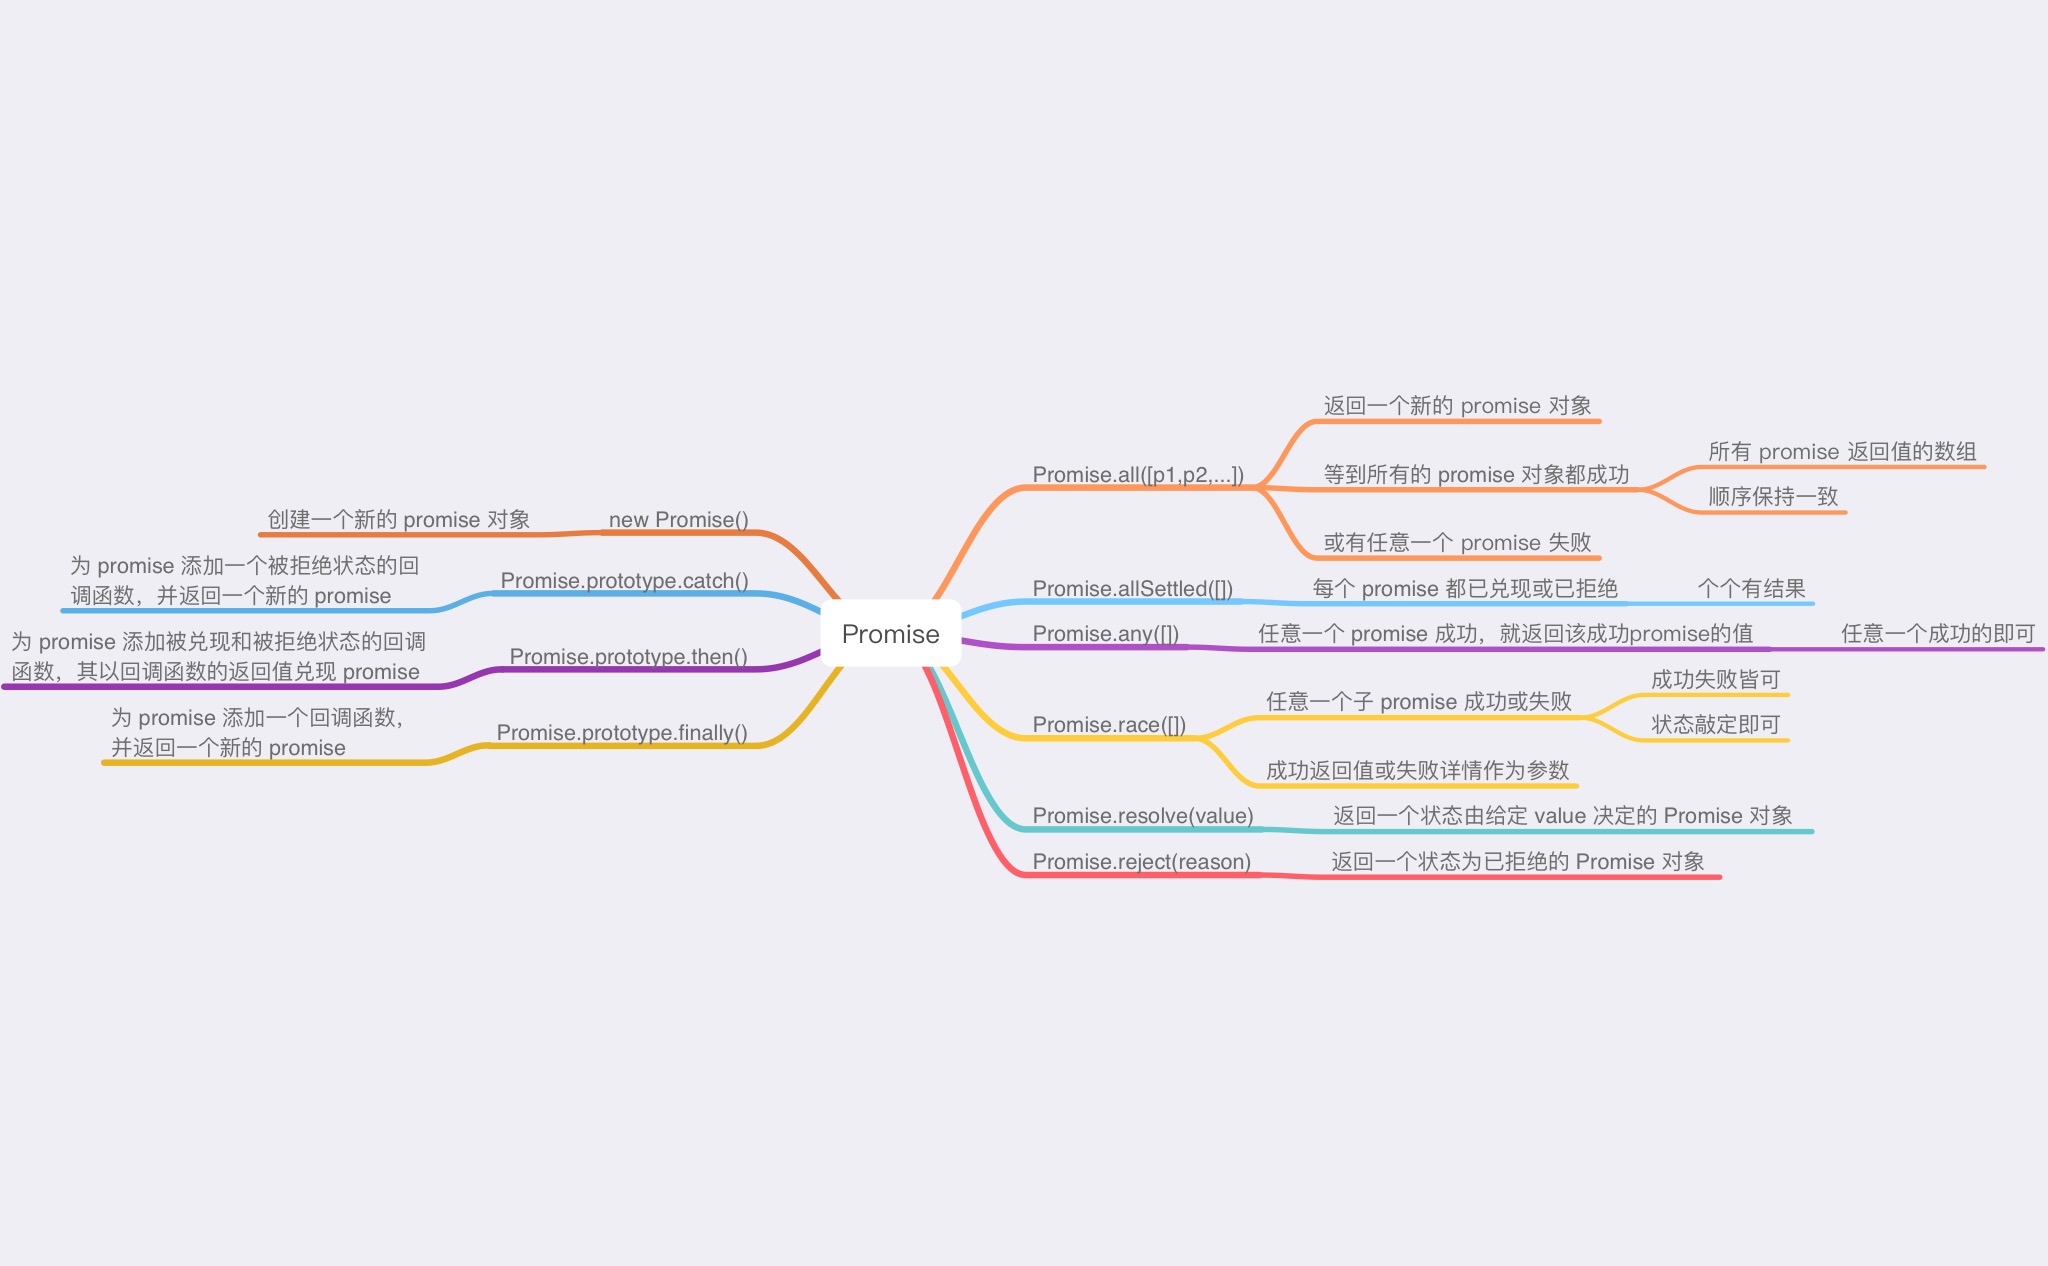 Promise
Promise.all([p1,p2,...])
返回一个新的 promise 对象
等到所有的 promise 对象都成功
所有 promise 返回值的数组
顺序保持一致
或有任意一个 promise 失败
Promise.allSettled([])
每个 promise 都已兑现或已拒绝
个个有结果
Promise.any([])
任意一个 promise 成功，就返回该成功promise的值
任意一个成功的即可
Promise.race([])
任意一个子 promise 成功或失败
成功失败皆可
状态敲定即可
成功返回值或失败详情作为参数
Promise.resolve(value)
返回一个状态由给定 value 决定的 Promise 对象
Promise.reject(reason)
返回一个状态为已拒绝的 Promise 对象
new Promise()
创建一个新的 promise 对象
Promise.prototype.catch()
为 promise 添加一个被拒绝状态的回
调函数，并返回一个新的 promise
Promise.prototype.then()
为 promise 添加被兑现和被拒绝状态的回调
函数，其以回调函数的返回值兑现 promise
Promise.prototype.finally()
为 promise 添加一个回调函数，
并返回一个新的 promise